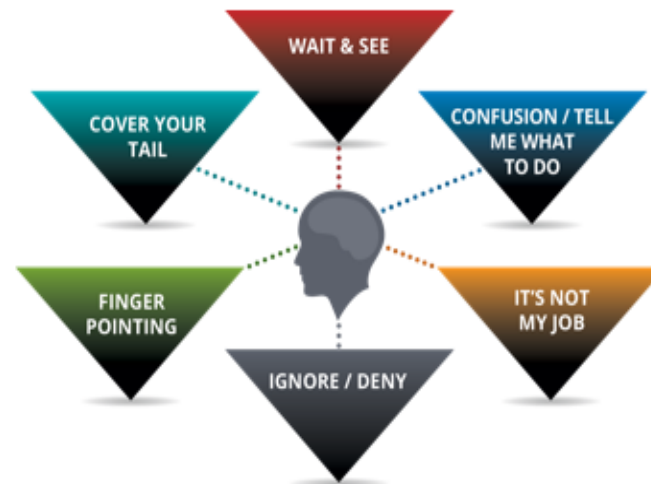 WAIT & SEE
COVER YOUR
TAIL
CONFUSION / TELL
ME WHAT
TO DO
FINGER
POINTING
IT'S NOT
MY JOB
IGNORE / DENY